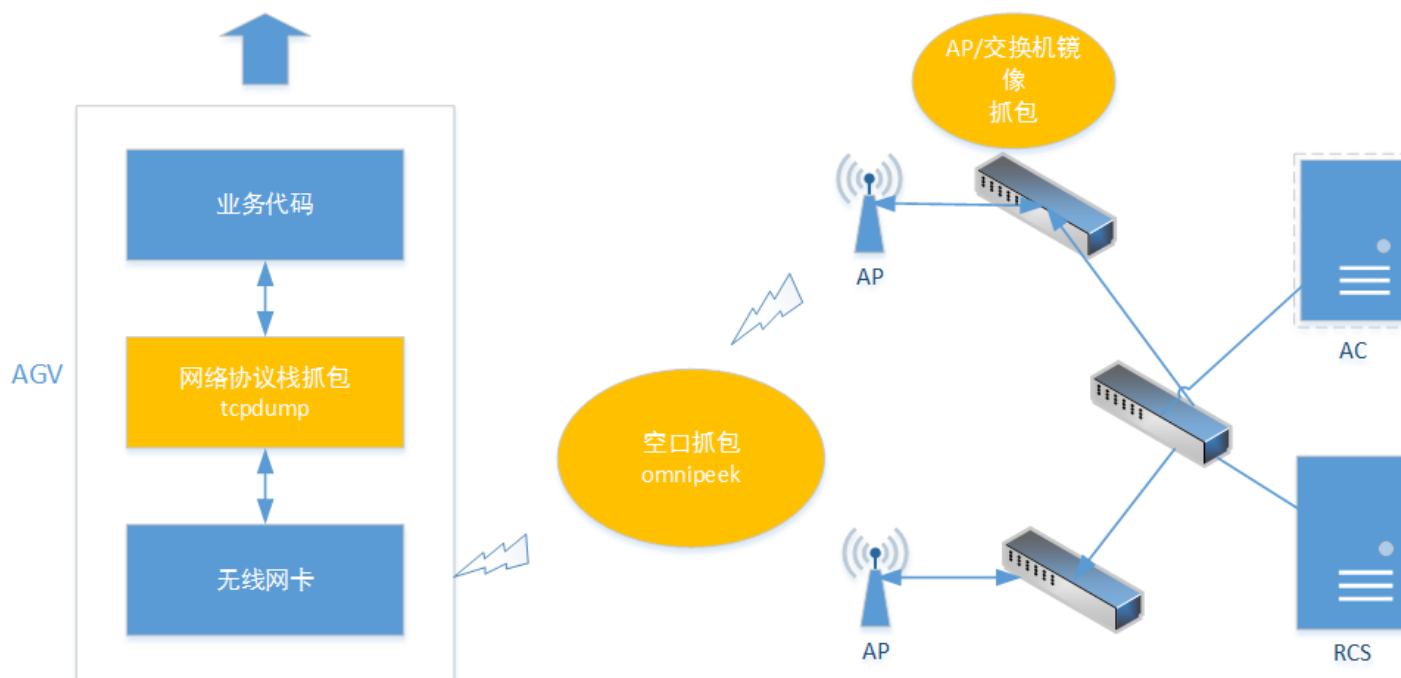 AGV
业务代码
网络协议栈抓包
tcpdump
无线网卡
空口抓包
omnipeek
AP/交换机镜
像
抓包
AP
AP
AC
RCS